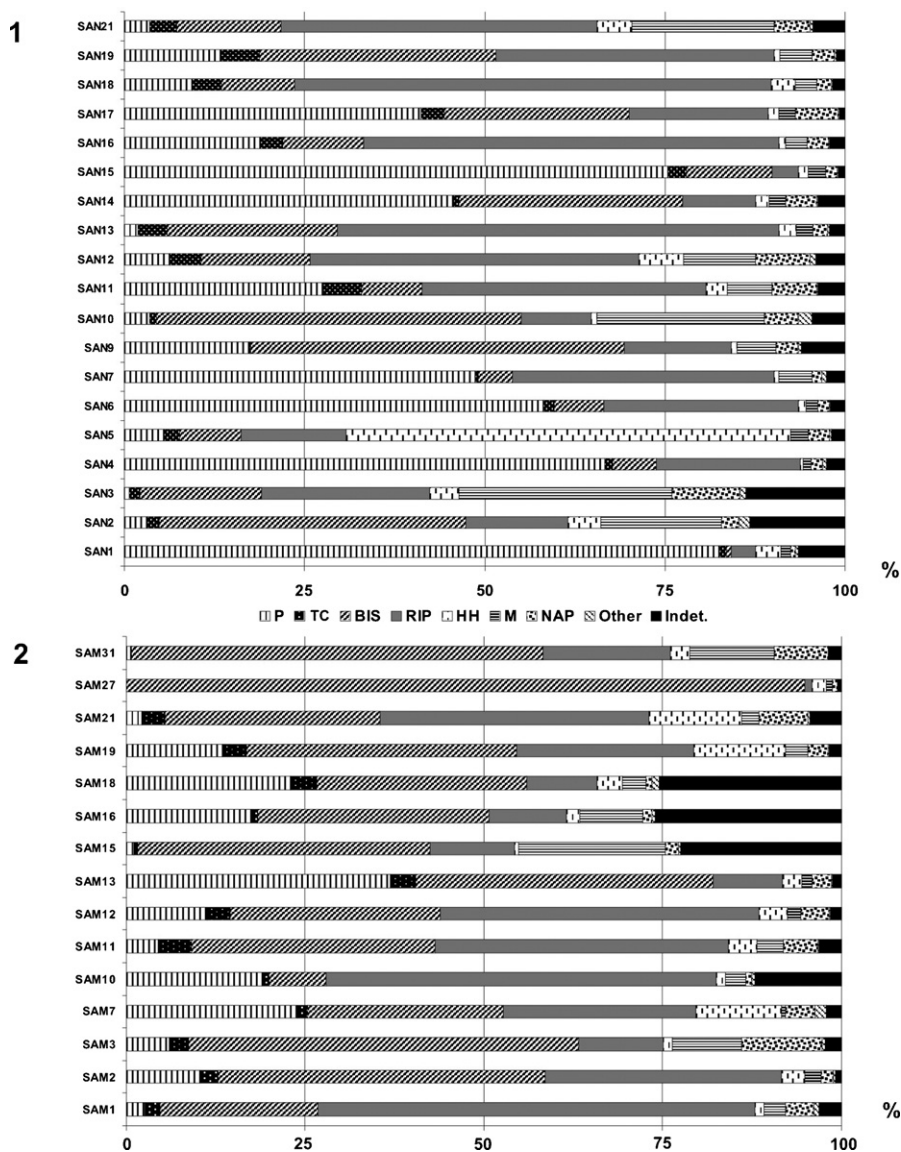 1
SAN21
SAN19
SAN18
SAN17
SAN16
SAN15
SAN14
SAN13
SAN12
SAN11
SAN10
SAN9
SAN7
SAN6
SAN5
SAN4
SAN3
SAN2
SAN1
0 25 50 75 100 %
P TC BIS RIP HH M NAP Other Indet.
2
SAM31
SAM27
SAM21
SAM19
SAM18
SAM16
SAM15
SAM13
SAM12
SAM11
SAM10
SAM7
SAM3
SAM2
SAM1
0 25 50 75 100 %